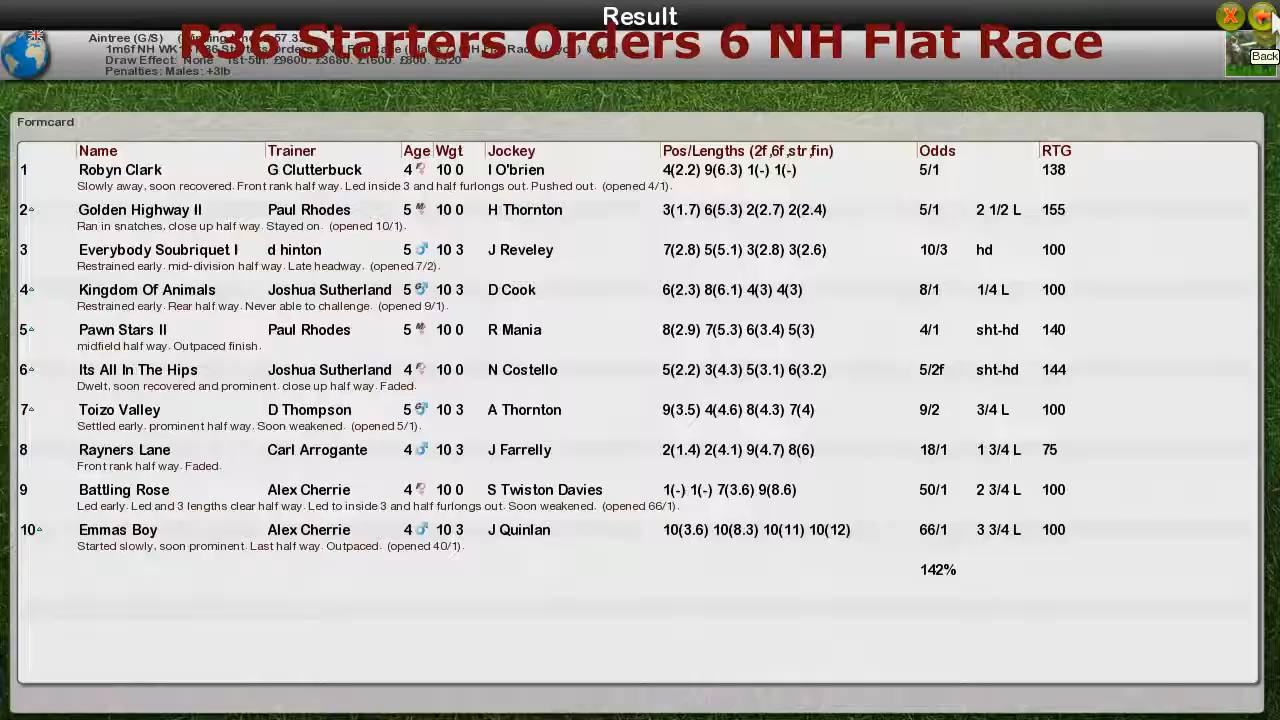 Result
R36 Starters Orders 6 NH Flat Race
Aintree (G/S)
1m6f NH WK
Draw Effect: None 1st-5th: £9600. £3680. £1600. £800. £320
Penalties: Males: +3lb
Back
Formcard
Name Trainer Age Wgt Jockey Pos/Lengths (2f,6f,str,fin) Odds RTG
1 Robyn Clark G Clutterbuck 4 10 0 I O'brien 4(2.2) 9(6.3) 1(-) 1(-) 5/1 138
Slowly away, soon recovered. Front rank half way. Led inside 3 and half furlongs out. Pushed out. (opened 4/1).
2 Golden Highway II Paul Rhodes 5 10 0 H Thornton 3(1.7) 6(5.3) 2(2.7) 2(2.4) 5/1 2 1/2 L 155
Ran in snatches, close up half way. Stayed on. (opened 10/1).
3 Everybody Soubriquet I d hinton 5 10 3 J Reveley 7(2.8) 5(5.1) 3(2.8) 3(2.6) 10/3 hd 100
Restrained early. mid-division half way. Late headway. (opened 7/2).
4 Kingdom Of Animals Joshua Sutherland 5 10 3 D Cook 6(2.3) 8(6.1) 4(3) 4(3) 8/1 1/4 L 100
Restrained early. Rear half way. Never able to challenge. (opened 9/1).
5 Pawn Stars II Paul Rhodes 5 10 0 R Mania 8(2.9) 7(5.3) 6(3.4) 5(3) 4/1 sht-hd 140
midfield half way. Outpaced finish.
6 Its All In The Hips Joshua Sutherland 4 10 0 N Costello 5(2.2) 3(4.3) 5(3.1) 6(3.2) 5/2f sht-hd 144
Dwelt, soon recovered and prominent. close up half way. Faded.
7 Toizo Valley D Thompson 5 10 3 A Thornton 9(3.5) 4(4.6) 8(4.3) 7(4) 9/2 3/4 L 100
Settled early. prominent half way. Soon weakened. (opened 5/1).
8 Rayners Lane Carl Arrogante 4 10 3 J Farrelly 2(1.4) 2(4.1) 9(4.7) 8(6) 18/1 1 3/4 L 75
Front rank half way. Faded.
9 Battling Rose Alex Cherrie 4 10 0 S Twiston Davies 1(-) 1(-) 7(3.6) 9(8.6) 50/1 2 3/4 L 100
Led early. Led and 3 lengths clear half way. Led to inside 3 and half furlongs out. Soon weakened. (opened 66/1).
10 Emmas Boy Alex Cherrie 4 10 3 J Quinlan 10(3.6) 10(8.3) 10(11) 10(12) 66/1 3 3/4 L 100
Started slowly, soon prominent. Last half way. Outpaced. (opened 40/1).
142%